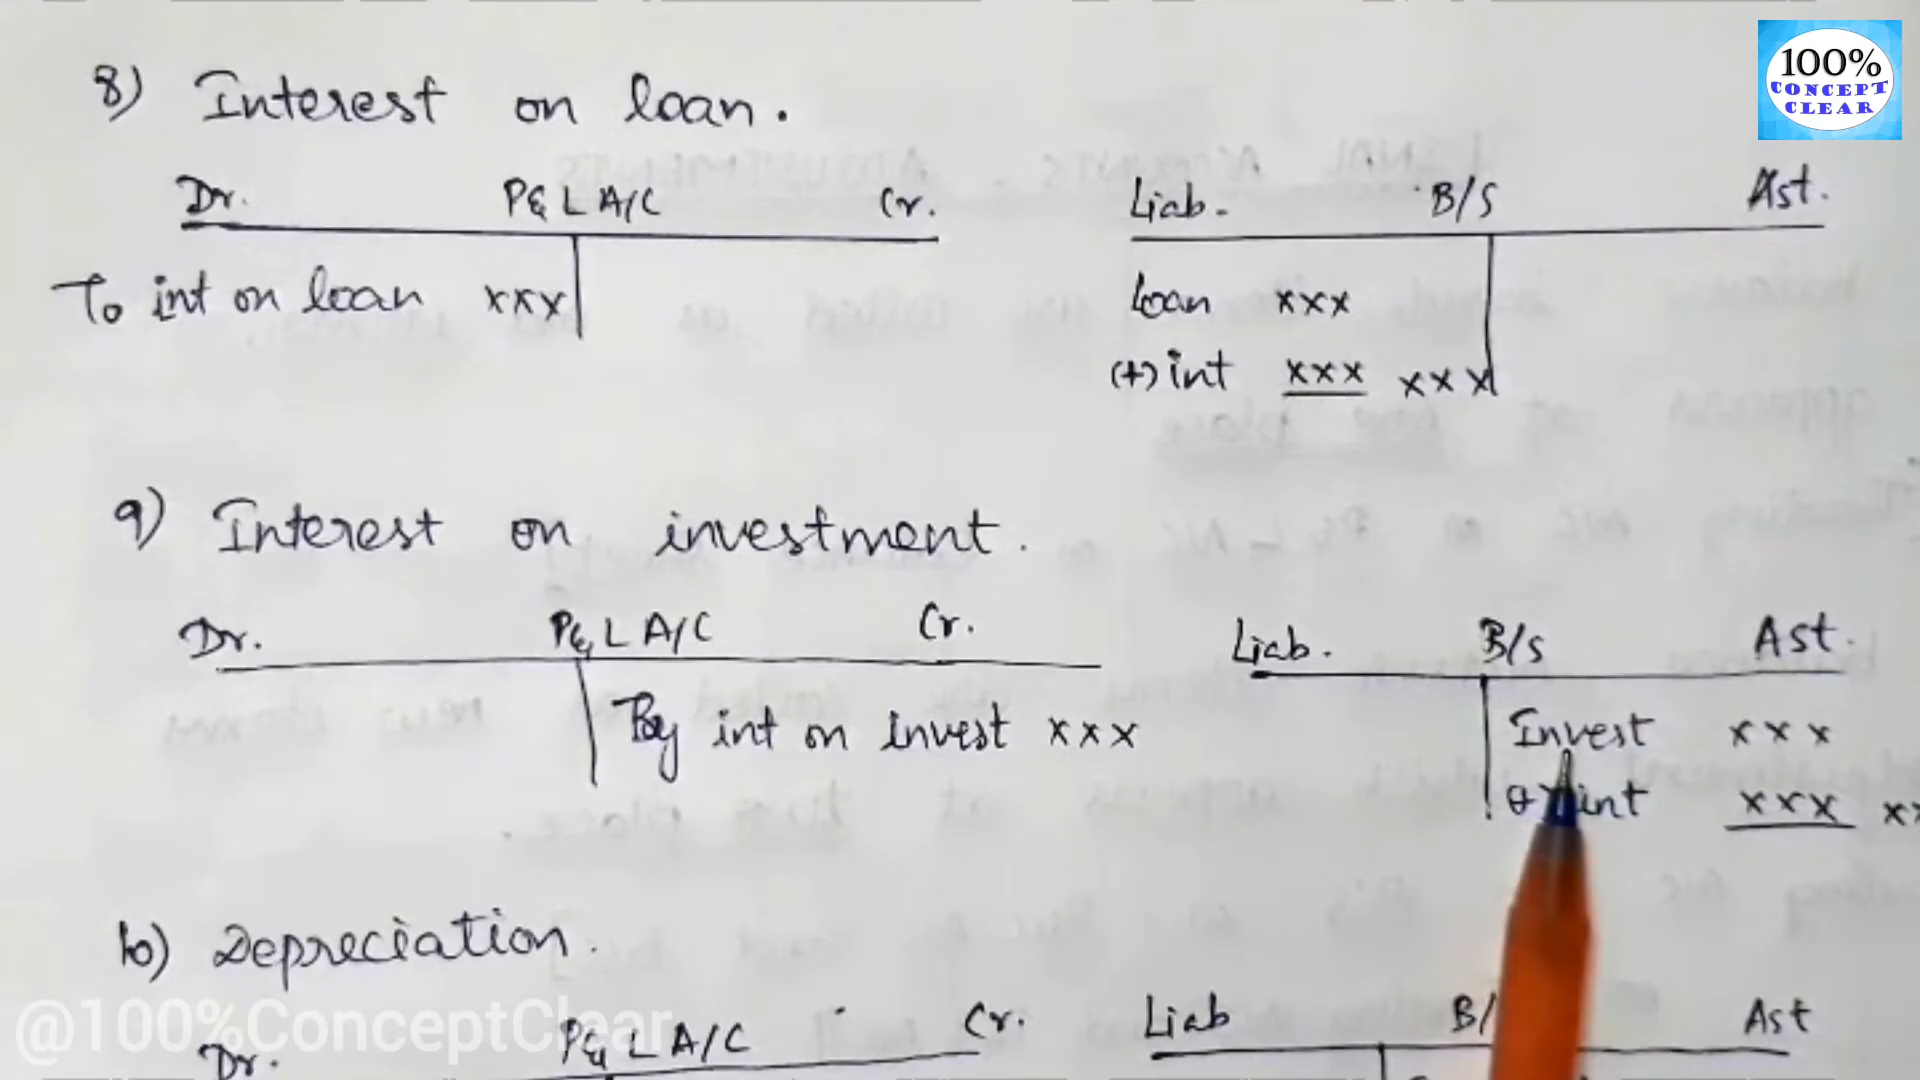 100%
CONCEPT
CLEAR
8) Interest on loan.
Dr. P& L A/C Cr.
To int on loan xxx
Liab. B/S Ast.
Loan xxx
(+) int xxx xxx
9) Interest on investment.
Dr. P& L A/C Cr.
By int on invest xxx
Liab. B/S Ast.
Invest xxx
int xxx xx
10) Depreciation.
Dr. P& L A/C Cr.
Liab B/ Ast
@100%ConceptClear